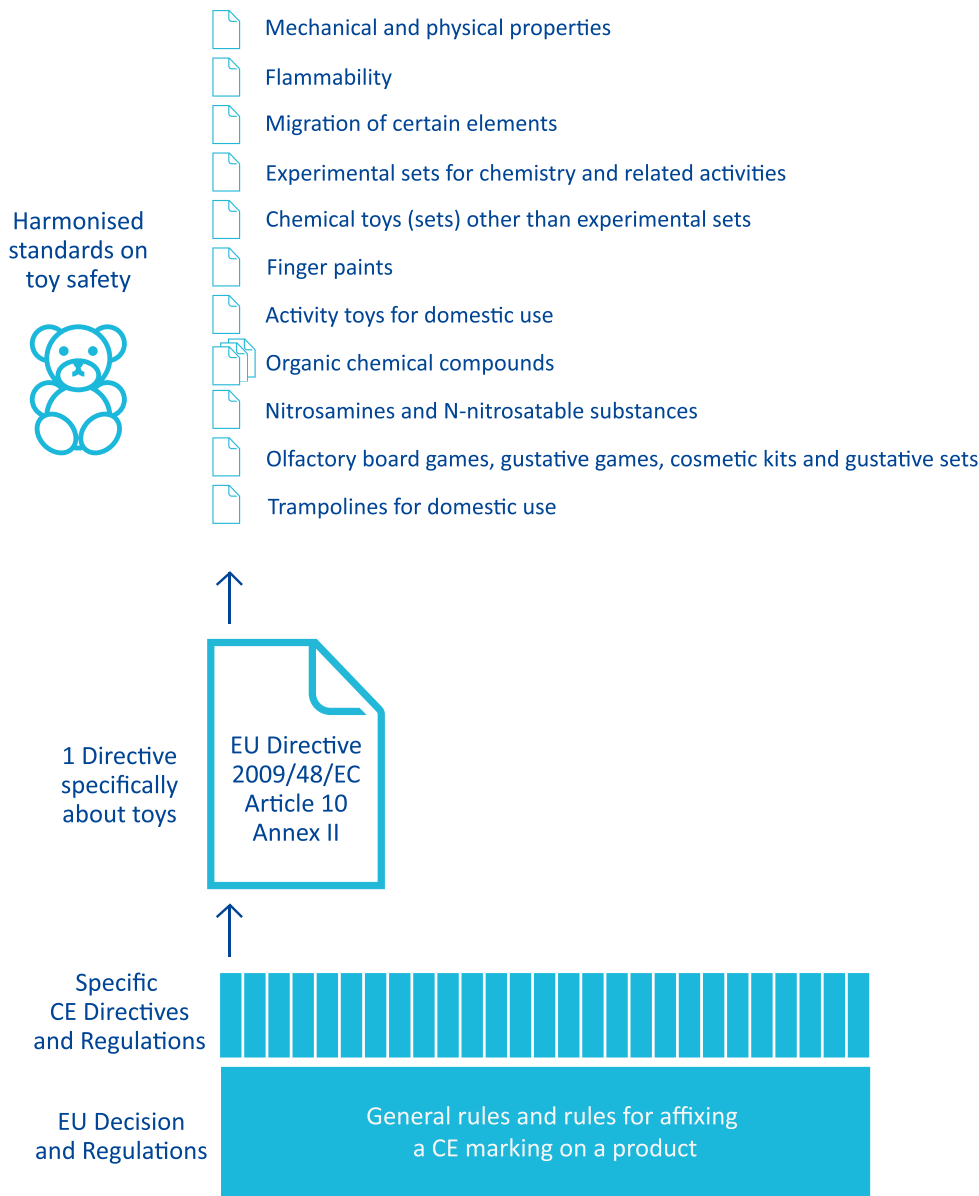 Mechanical and physical properties
Flammability
Migration of certain elements
Experimental sets for chemistry and related activities
Harmonised
standards on
toy safety
Chemical toys (sets) other than experimental sets
Finger paints
Activity toys for domestic use
Organic chemical compounds
Nitrosamines and N-nitrosatable substances
Olfactory board games, gustative games, cosmetic kits and gustative sets
Trampolines for domestic use
1 Directive
specifically
about toys
EU Directive
2009/48/EC
Article 10
Annex II
Specific
CE Directives
and Regulations
EU Decision
and Regulations
General rules and rules for affixing
a CE marking on a product